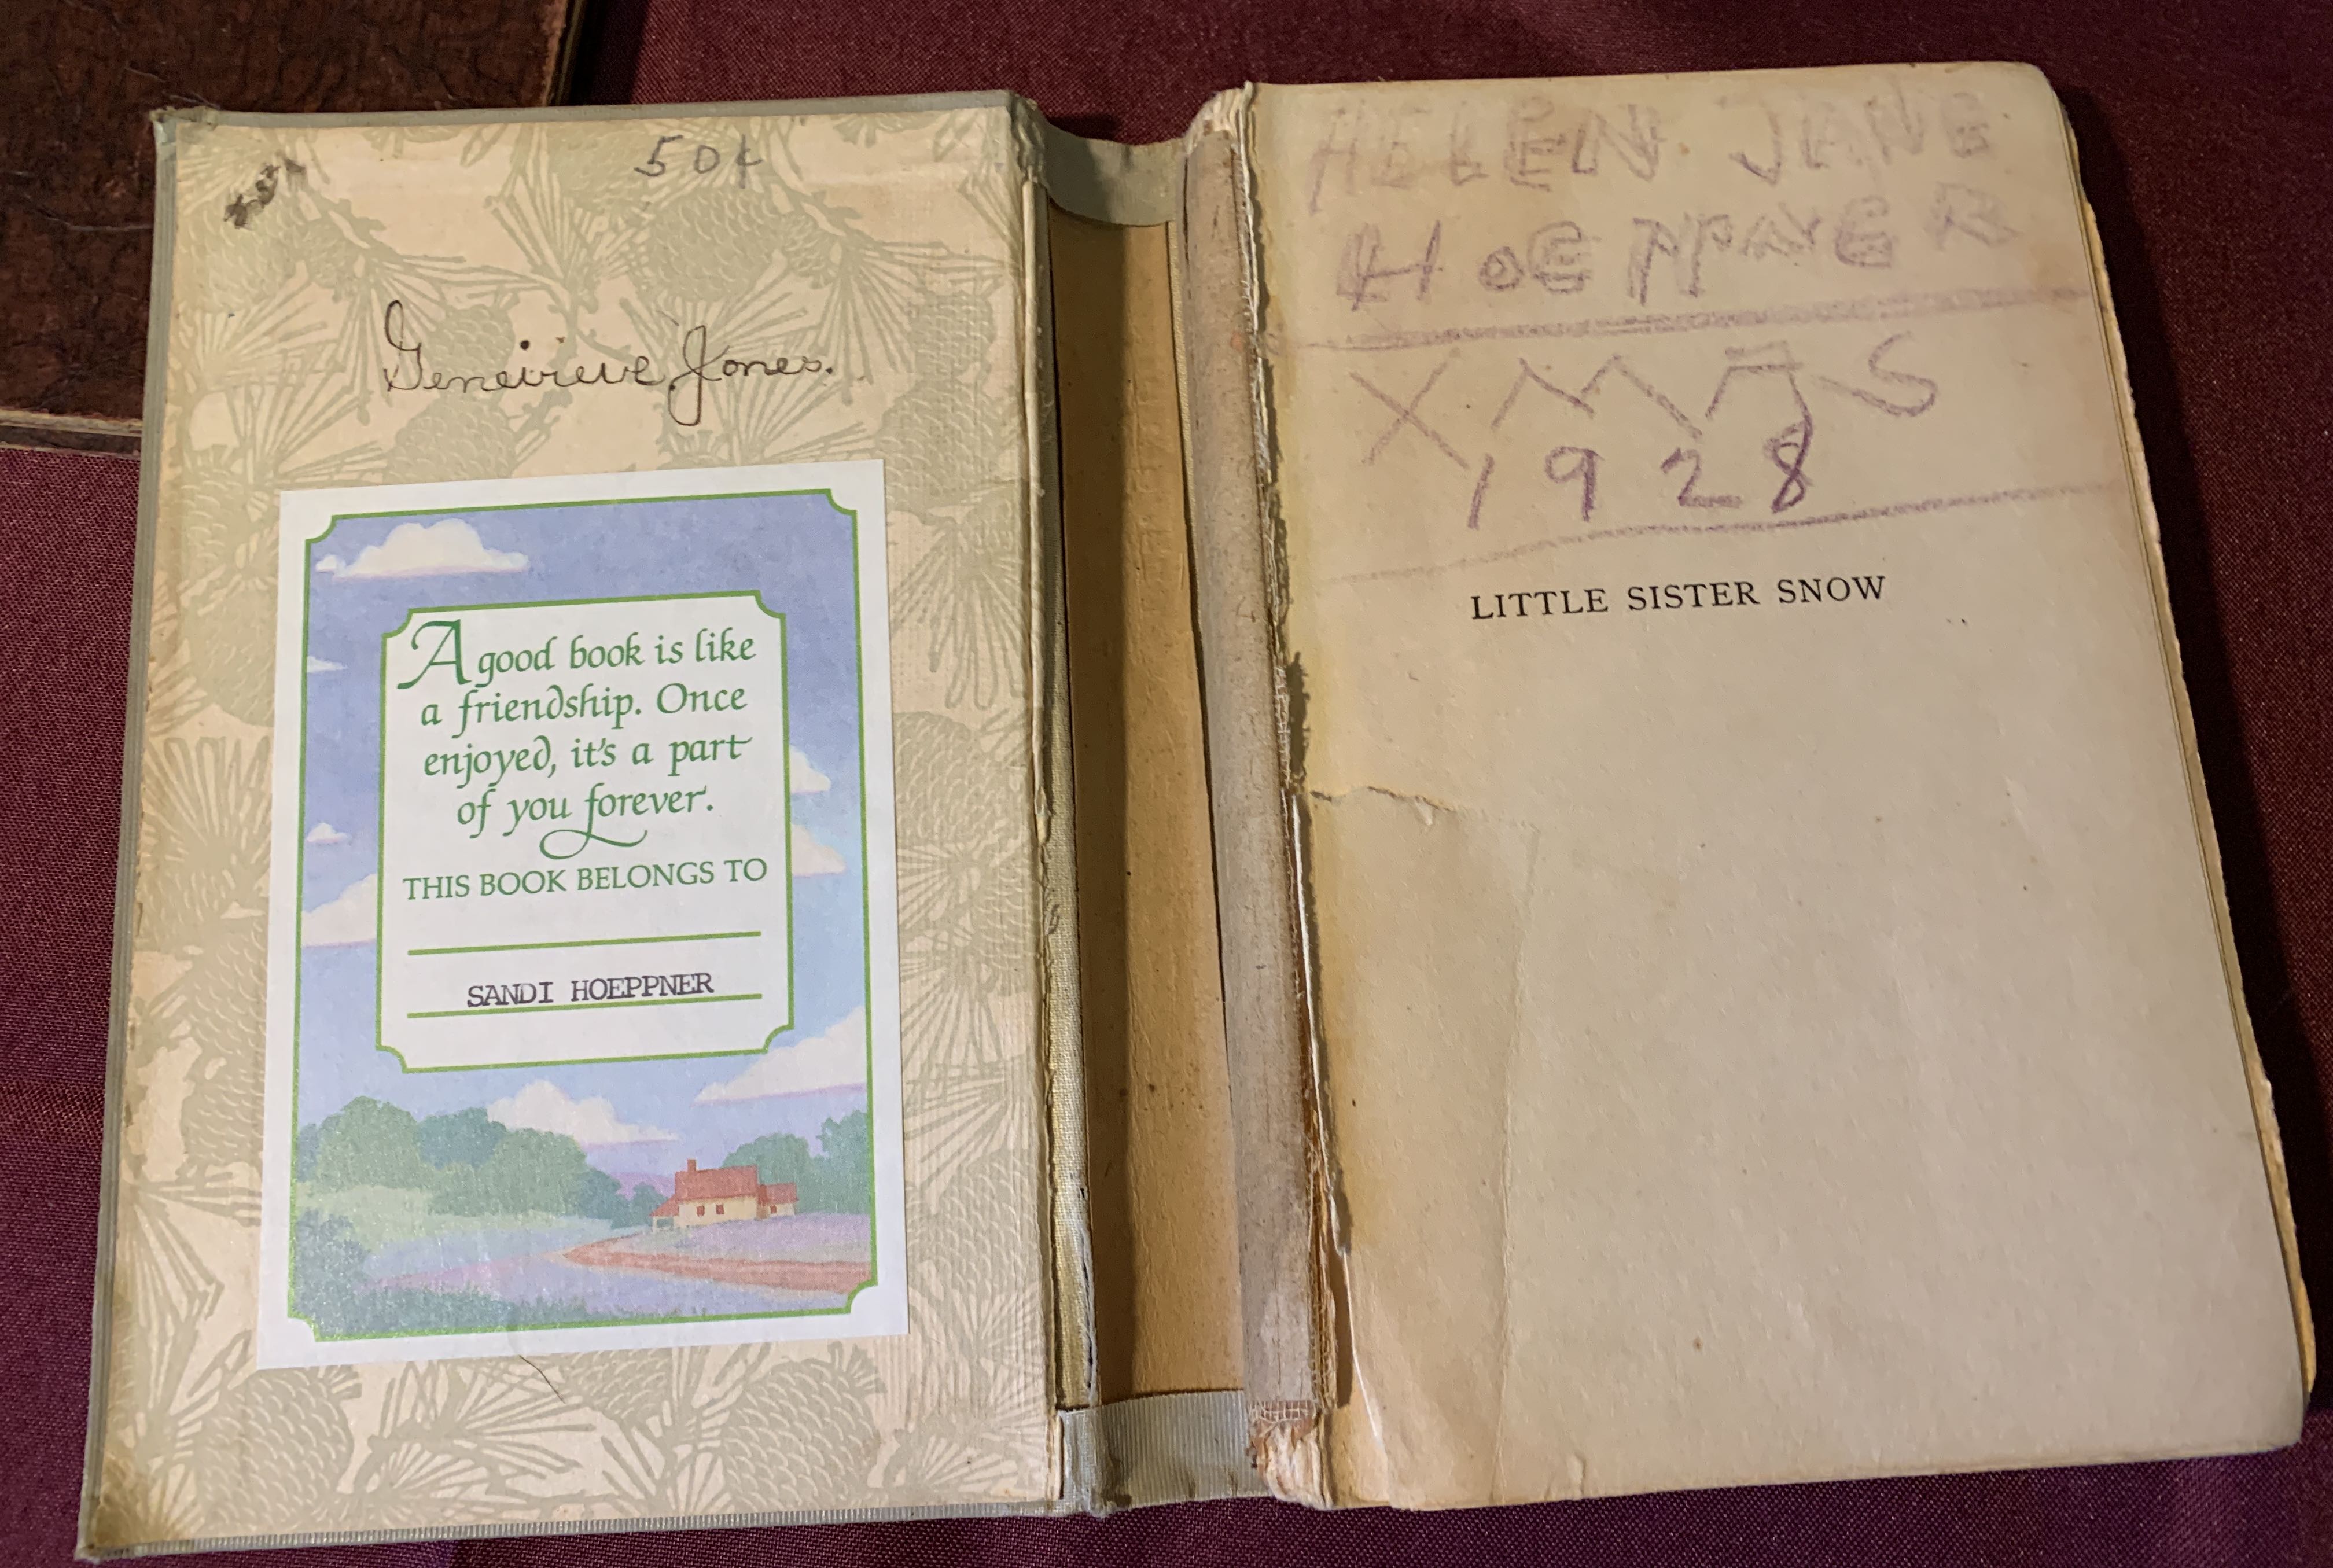 50¢
Genevieve Jones.
A good book is like
a friendship. Once
enjoyed, it's a part
of you forever.
THIS BOOK BELONGS TO
SANDI HOEPPNER
HELEN JANE
HOEPPNER
XMAS
1928
LITTLE SISTER SNOW